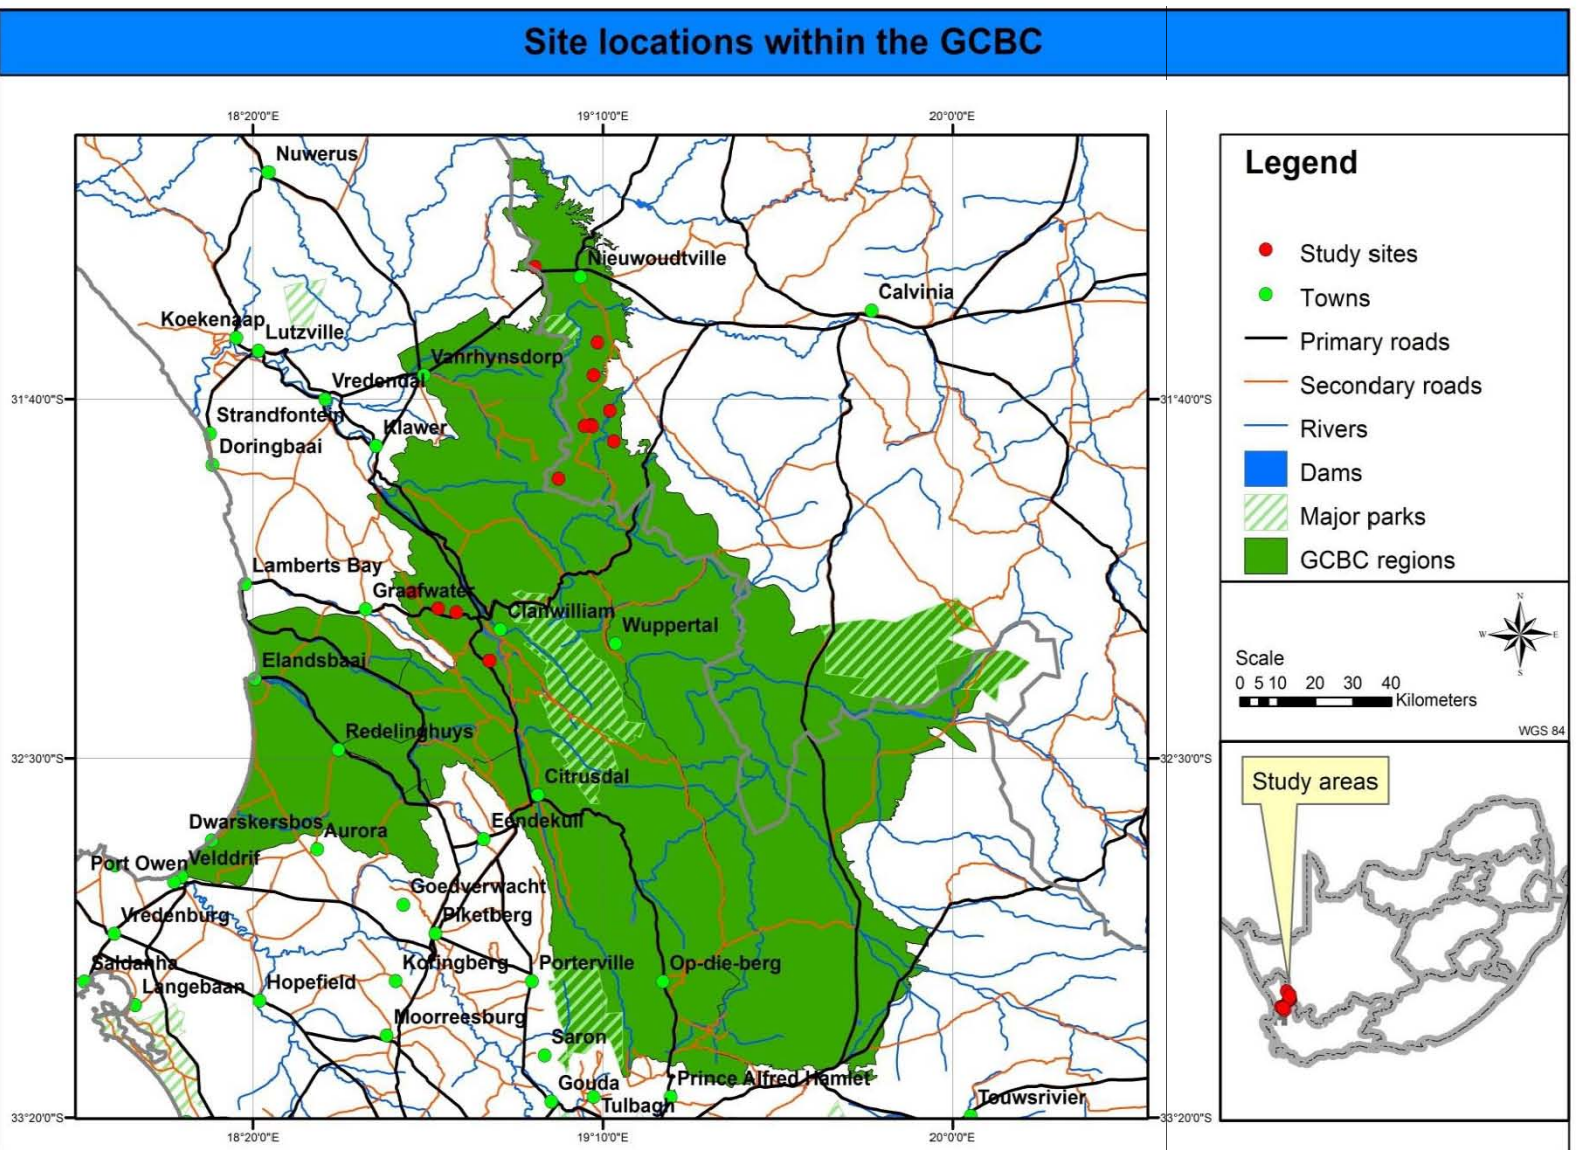 Site locations within the GCBC
18°20'0"E
19°10'0"E
20°0'0"E
Nuwerus
Nieuwoudtville
Calvinia
Koekenaap
Lutzville
Vanrhynsdorp
Vredendal
31°40'0"S
31°40'0"S
Strandfontein
Klawer
Doringbaai
Lamberts Bay
Graafwater
Clanwilliam
Wuppertal
Elandsbaai
Redelinghuys
32°30'0"S
32°30'0"S
Citrusdal
Dwarskersbos
Aurora
Eendekuil
Port Owen
Velddrif
Goedverwacht
Vredenburg
Piketberg
Saldanha
Koringberg
Porterville
Op-die-berg
Langebaan
Hopefield
Moorreesburg
Saron
Gouda
Prince Alfred Hamlet
Tulbagh
Touwsrivier
33°20'0"S
33°20'0"S
18°20'0"E
19°10'0"E
20°0'0"E
Legend
Study sites
Towns
Primary roads
Secondary roads
Rivers
Dams
Major parks
GCBC regions
N
W
E
S
Scale
0 5 10 20 30 40
Kilometers
WGS 84
Study areas